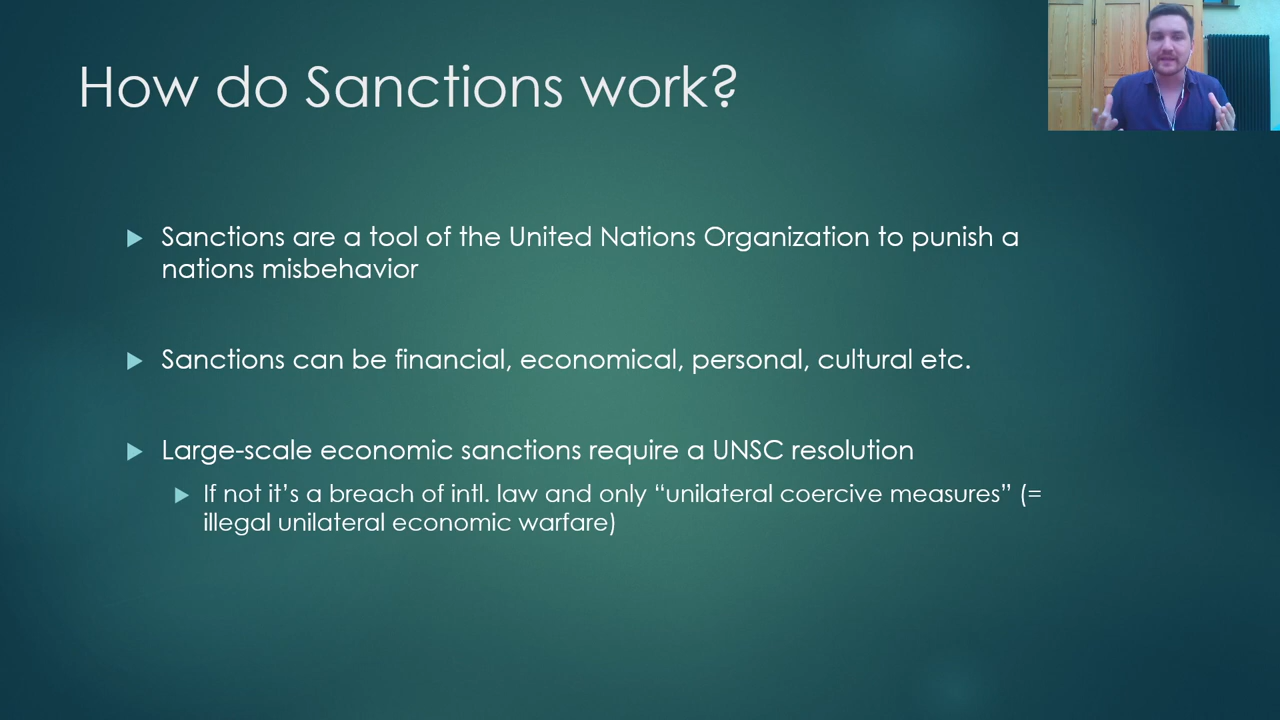 How do Sanctions work?
Sanctions are a tool of the United Nations Organization to punish a
nations misbehavior
Sanctions can be financial, economical, personal, cultural etc.
Large-scale economic sanctions require a UNSC resolution
If not it’s a breach of intl. law and only “unilateral coercive measures” (=
illegal unilateral economic warfare)